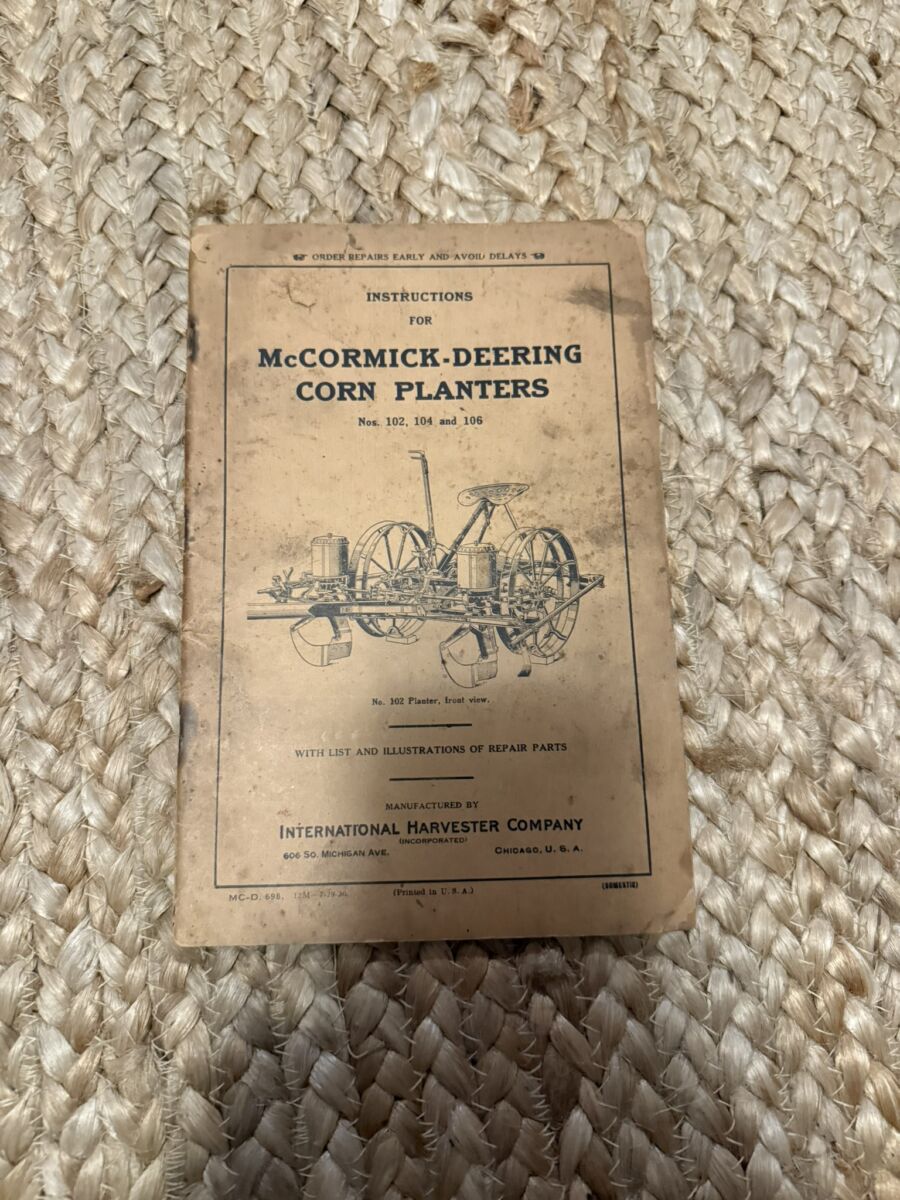 ORDER REPAIRS EARLY AND AVOID DELAYS
INSTRUCTIONS
FOR
McCORMICK-DEERING
CORN PLANTERS
Nos. 102, 104 and 106
No. 102 Planter, front view.
WITH LIST AND ILLUSTRATIONS OF REPAIR PARTS
MANUFACTURED BY
INTERNATIONAL HARVESTER COMPANY
(INCORPORATED)
606 SO. MICHIGAN AVE. CHICAGO, U. S. A.
MC-D. 698. (Printed in U. S. A.) (DOMESTIC)